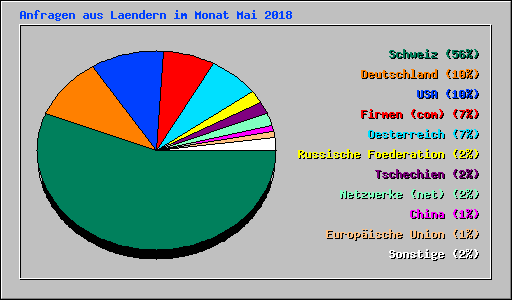 Anfragen aus Laendern im Monat Mai 2018
Schweiz (56%)
Deutschland (10%)
USA (10%)
Firmen (com) (7%)
Oesterreich (7%)
Russische Foederation (2%)
Tschechien (2%)
Netzwerke (net) (2%)
China (1%)
Europäische Union (1%)
Sonstige (2%)